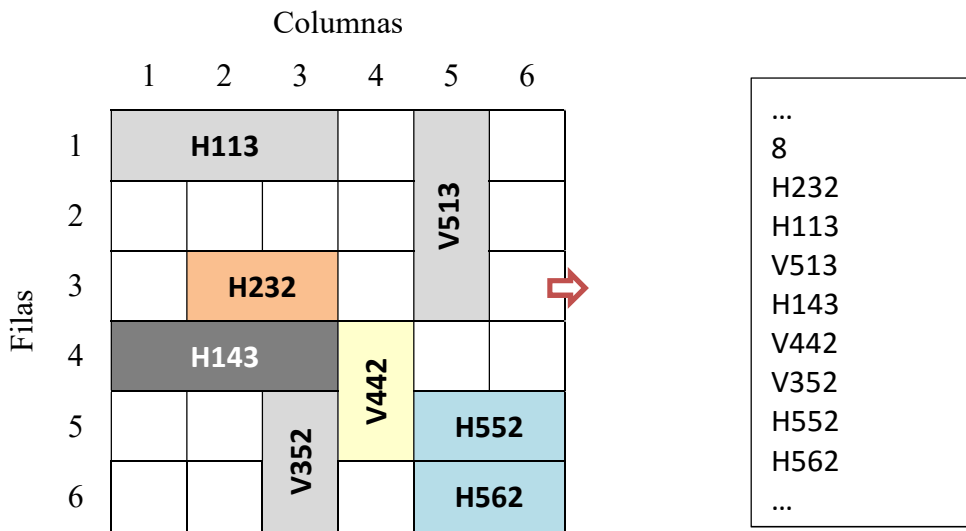 Columnas
1 2 3 4 5 6
Filas
1 H113
2 V513
3 H232
4 H143
V442
5 H552
V352
6 H562
...
8
H232
H113
V513
H143
V442
V352
H552
H562
...